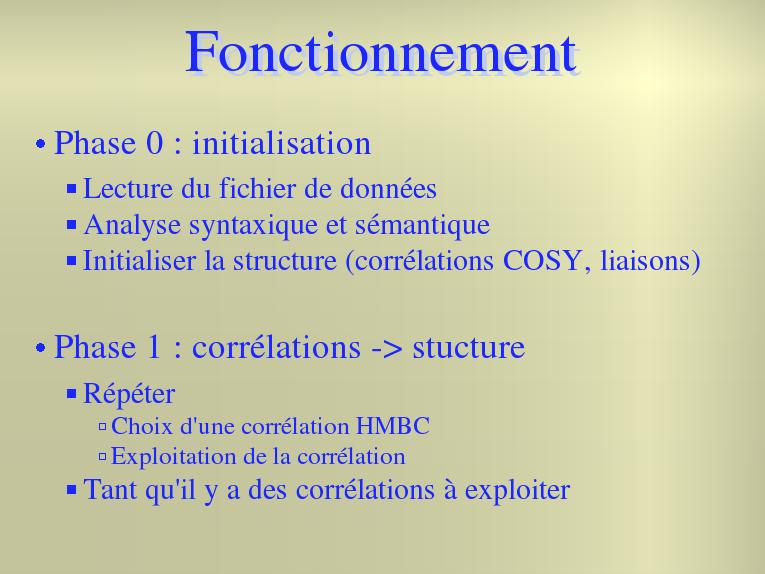 Fonctionnement
• Phase 0 : initialisation
▪ Lecture du fichier de données
▪ Analyse syntaxique et sémantique
▪ Initialiser la structure (corrélations COSY, liaisons)
• Phase 1 : corrélations -> stucture
▪ Répéter
▫ Choix d'une corrélation HMBC
▫ Exploitation de la corrélation
▪ Tant qu'il y a des corrélations à exploiter